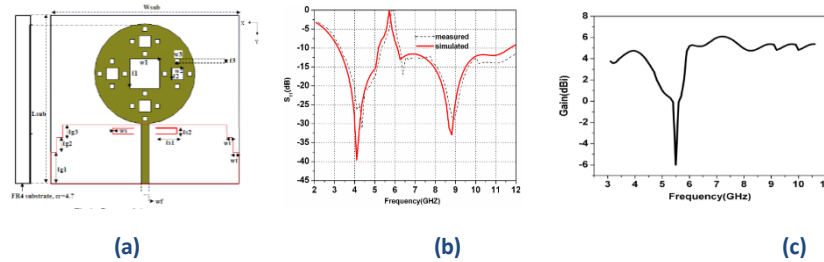 Wsub
X
Y
w3
f3
w1
f1
w2
f2
Lsub
fg3
fg2
fg1
ws
fs2
fs1
wt
wt
wf
FR4 substrate, εr=4.7
(a)
0
-5
-10
-15
-20
-25
-30
-35
-40
-45
S11(dB)
measured
simulated
2 3 4 5 6 7 8 9 10 11 12
Frequency(GHZ)
(b)
8
6
4
2
0
-2
-4
-6
Gain(dBi)
3 4 5 6 7 8 9 10
Frequency(GHz)
(c)